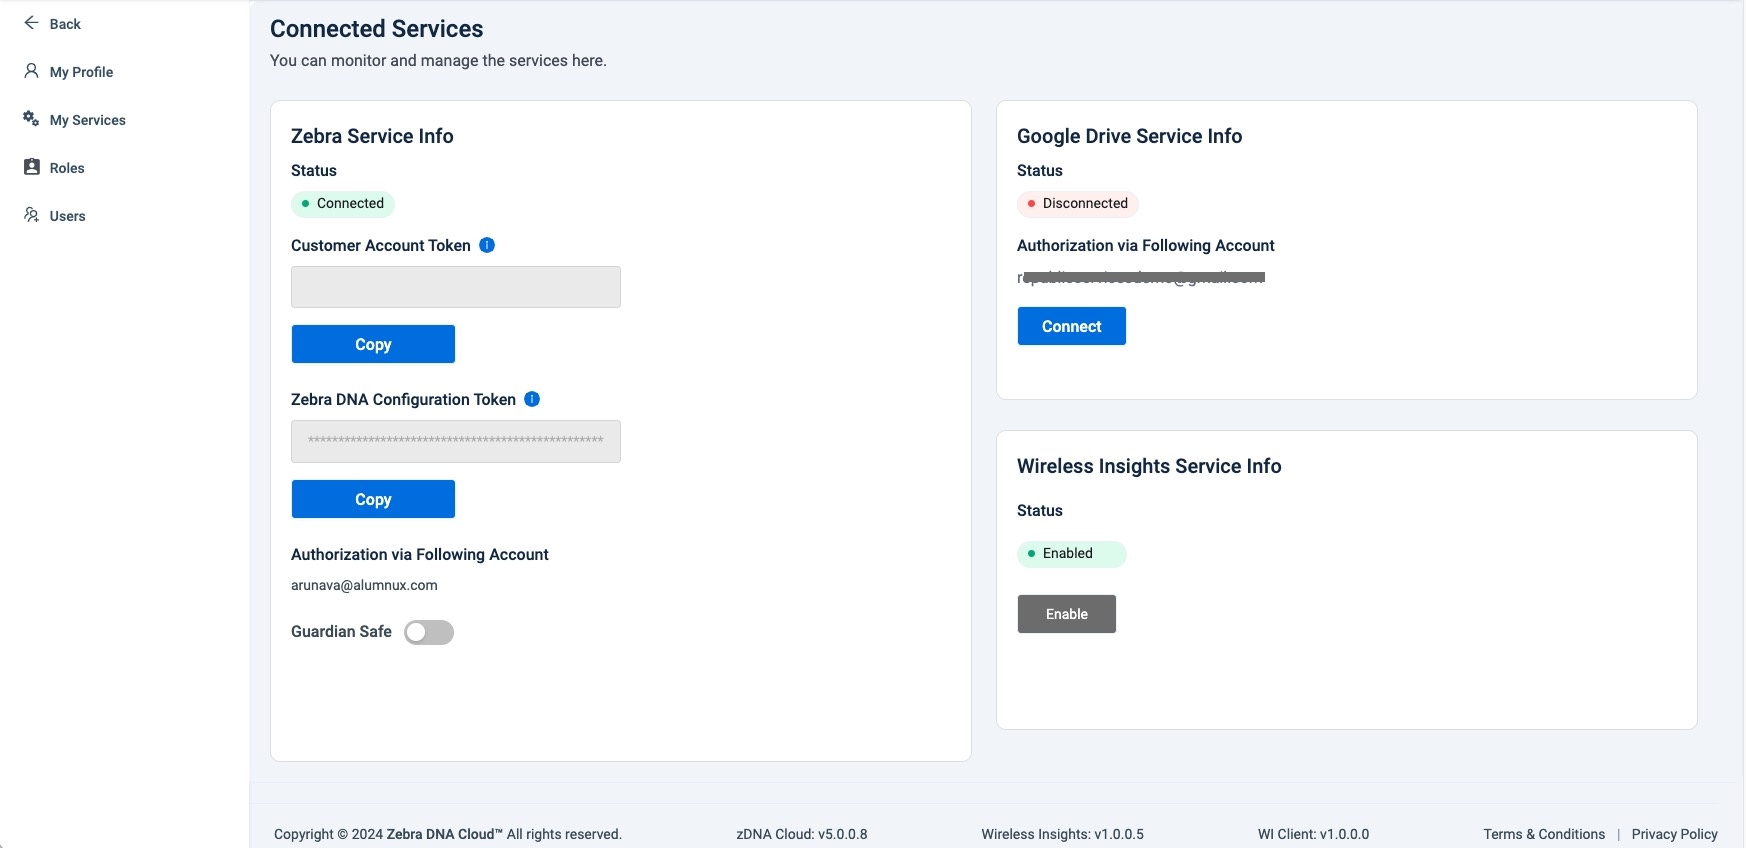 Back
My Profile
My Services
Roles
Users
Connected Services
You can monitor and manage the services here.
Zebra Service Info
Status
Connected
Customer Account Token
Copy
Zebra DNA Configuration Token
*************************************************
Copy
Authorization via Following Account
arunava@alumnux.com
Guardian Safe
Google Drive Service Info
Status
Disconnected
Authorization via Following Account
Connect
Wireless Insights Service Info
Status
Enabled
Enable
Copyright © 2024 Zebra DNA Cloud™ All rights reserved.
zDNA Cloud: v5.0.0.8
Wireless Insights: v1.0.0.5
WI Client: v1.0.0.0
Terms & Conditions | Privacy Policy